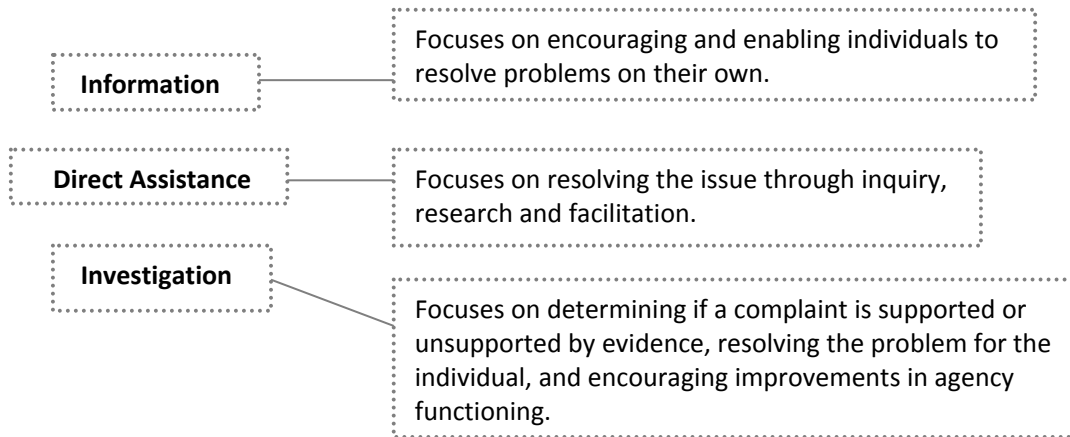 Information
Focuses on encouraging and enabling individuals to
resolve problems on their own.
Direct Assistance
Focuses on resolving the issue through inquiry,
research and facilitation.
Investigation
Focuses on determining if a complaint is supported or
unsupported by evidence, resolving the problem for the
individual, and encouraging improvements in agency
functioning.